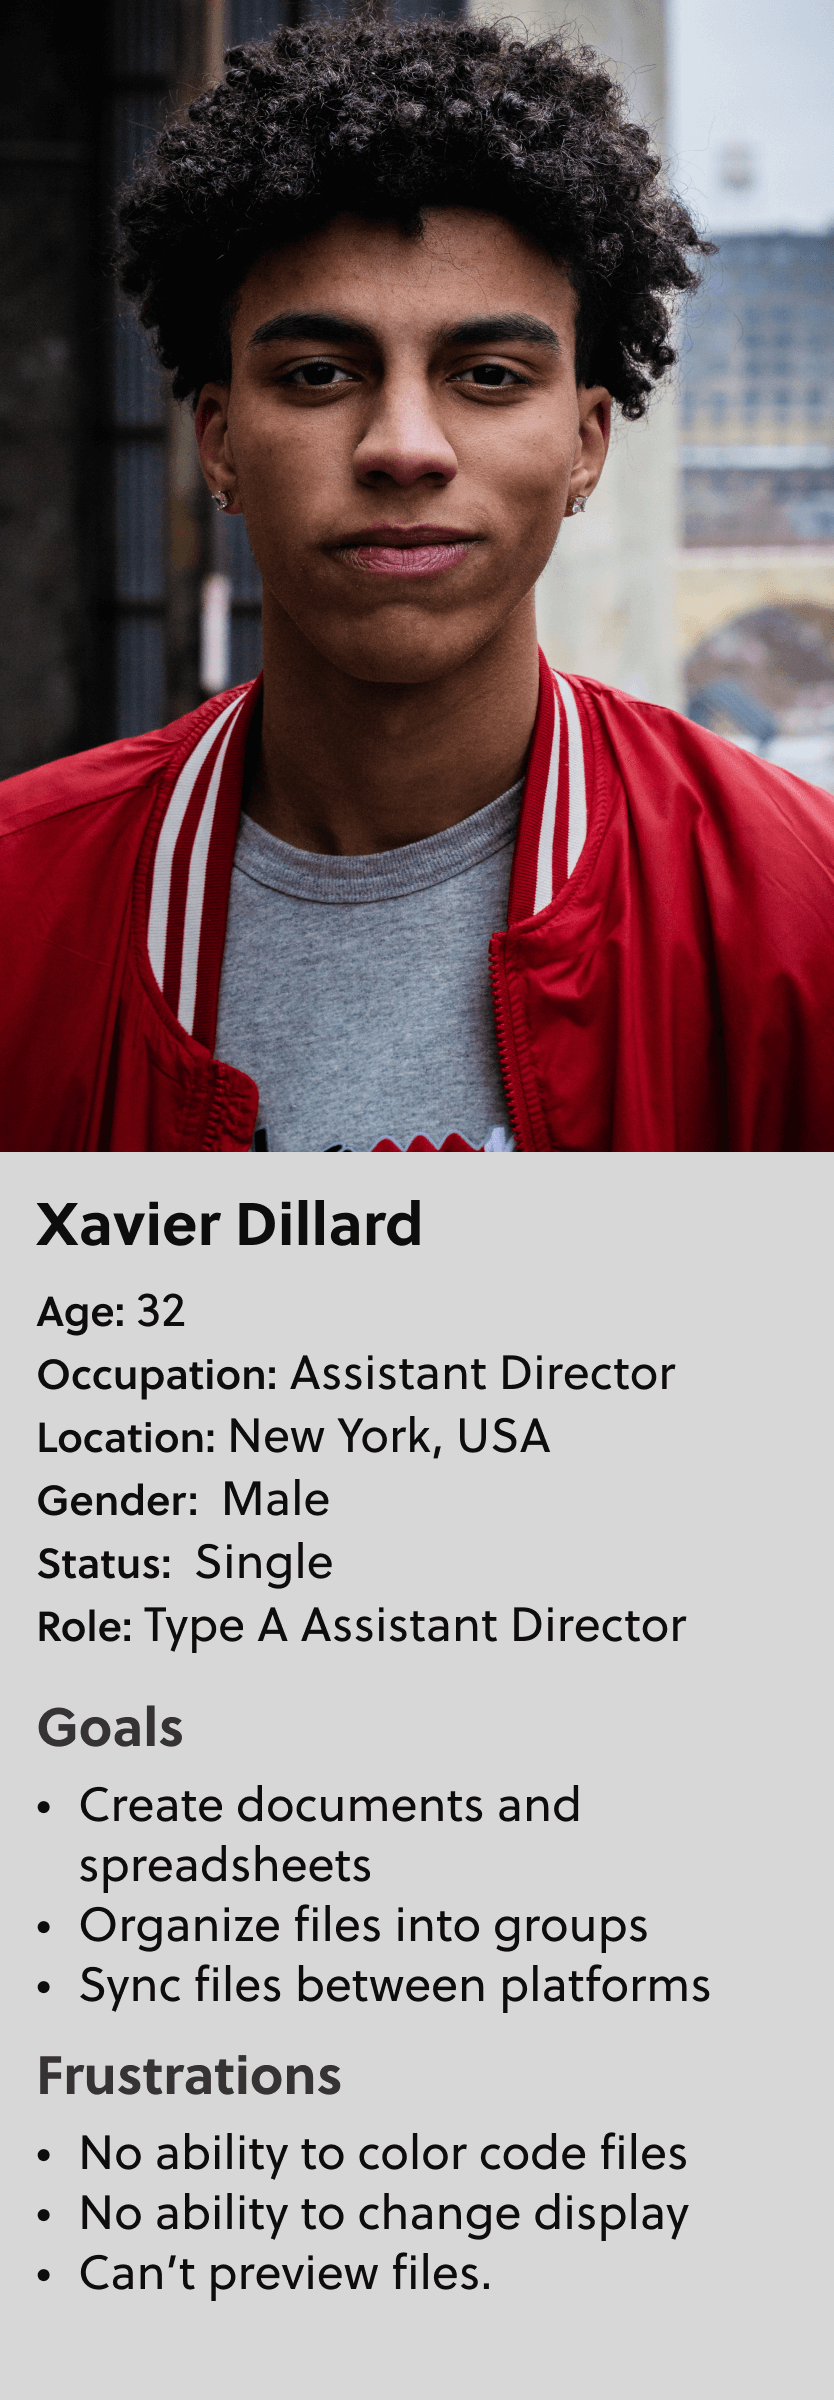 Xavier Dillard
Age: 32
Occupation: Assistant Director
Location: New York, USA
Gender: Male
Status: Single
Role: Type A Assistant Director
Goals
• Create documents and
spreadsheets
• Organize files into groups
• Sync files between platforms
Frustrations
• No ability to color code files
• No ability to change display
• Can’t preview files.